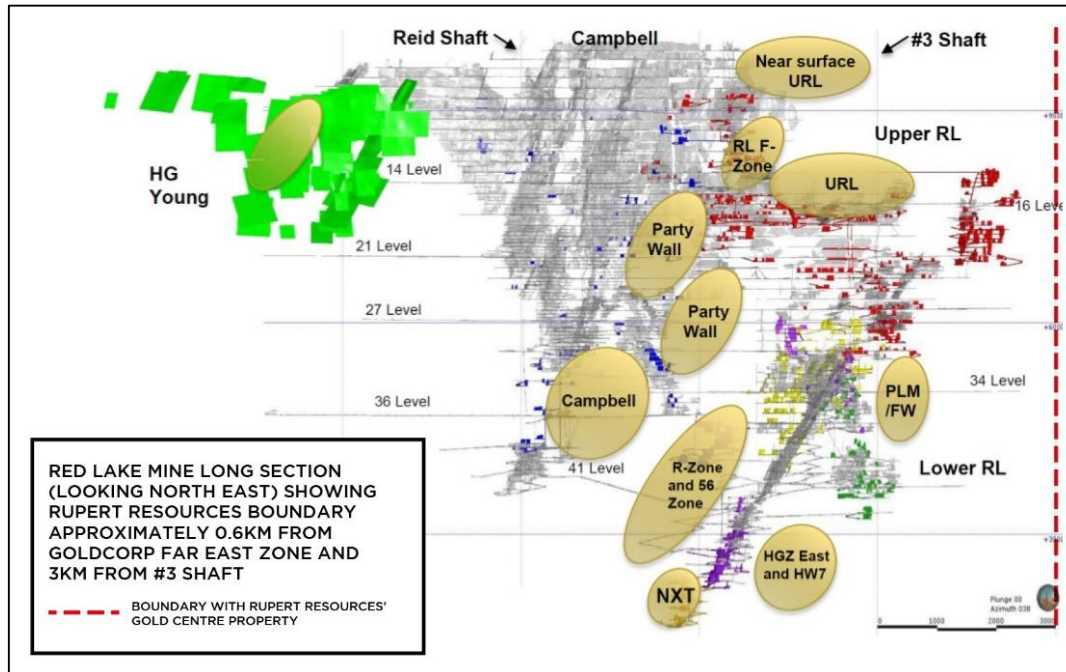 Reid Shaft
Campbell
#3 Shaft
Near surface
URL
+9000
Upper RL
RL F-
Zone
HG
Young
14 Level
URL
16 Leve
Party
Wall
21 Level
Party
Wall
27 Level
Campbell
PLM
/FW
34 Level
36 Level
41 Level
R-Zone
and 56
Zone
Lower RL
HGZ East
and HW7
NXT
RED LAKE MINE LONG SECTION
(LOOKING NORTH EAST) SHOWING
RUPERT RESOURCES BOUNDARY
APPROXIMATELY 0.6KM FROM
GOLDCORP FAR EAST ZONE AND
3KM FROM #3 SHAFT
BOUNDARY WITH RUPERT RESOURCES'
GOLD CENTRE PROPERTY
Plunge 00
Azimuth 038
0 1000 2000 3000